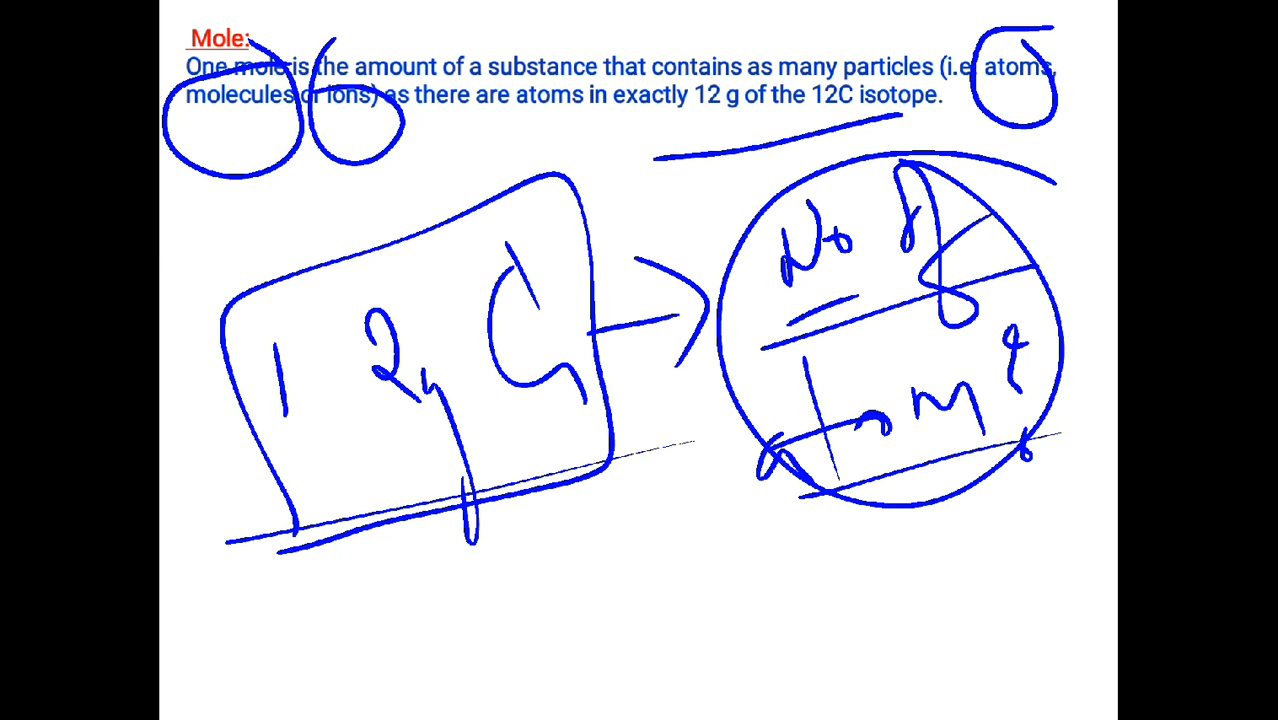 Mole:
One mole is the amount of a substance that contains as many particles (i.e. atoms,
molecules or ions) as there are atoms in exactly 12 g of the 12C isotope.
12g C
No of